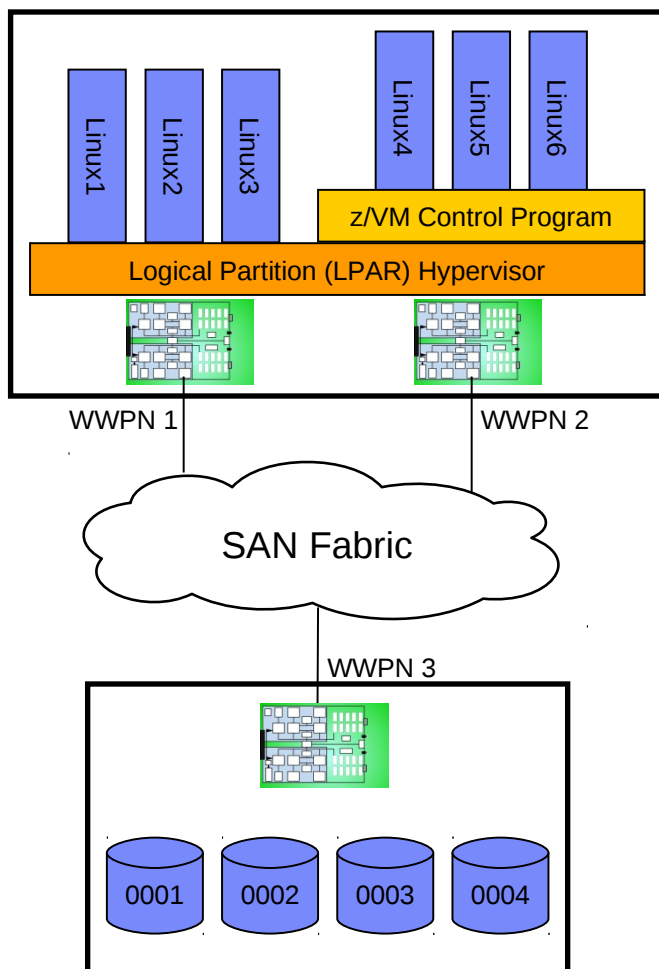 Linux1
Linux2
Linux3
Linux4
Linux5
Linux6
z/VM Control Program
Logical Partition (LPAR) Hypervisor
WWPN 1
WWPN 2
SAN Fabric
WWPN 3
0001
0002
0003
0004